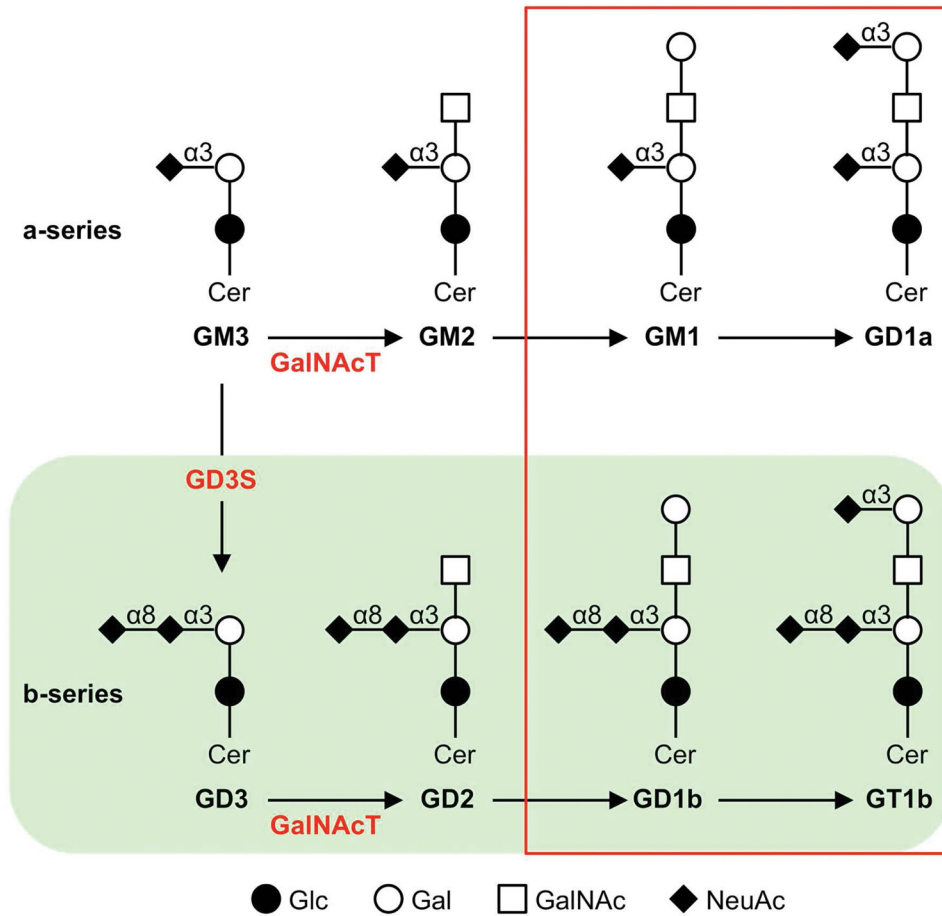 α3
α3 α3 α3 α3
a-series
Cer Cer Cer Cer
GM3 GM2 GM1 GD1a
GalNAcT
GD3S
α3
α8 α3 α8 α3 α8 α3 α8 α3
b-series
Cer Cer Cer Cer
GD3 GD2 GD1b GT1b
GalNAcT
Glc Gal GalNAc NeuAc